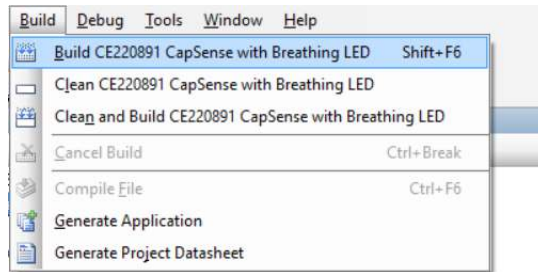 Build Debug Tools Window Help
Build CE220891 CapSense with Breathing LED Shift+F6
Clean CE220891 CapSense with Breathing LED
Clean and Build CE220891 CapSense with Breathing LED
Cancel Build Ctrl+Break
Compile File Ctrl+F6
Generate Application
Generate Project Datasheet